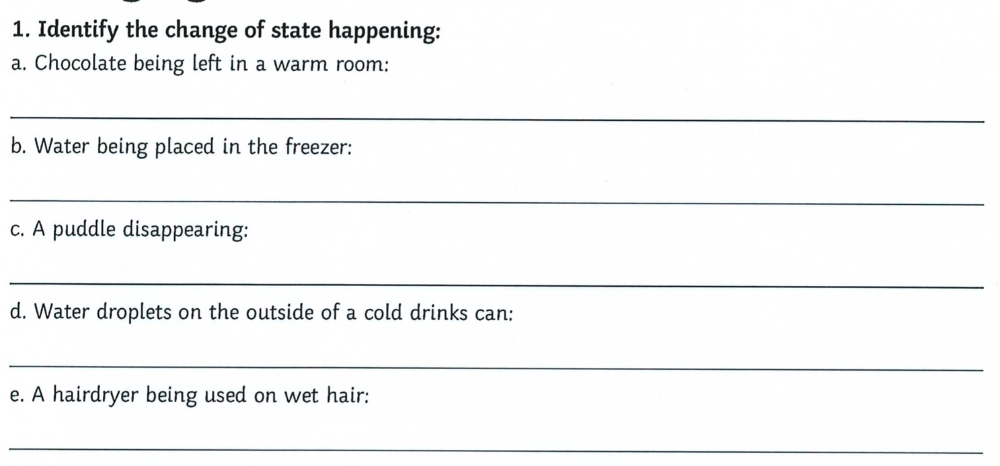 1. Identify the change of state happening:
a. Chocolate being left in a warm room:
b. Water being placed in the freezer:
c. A puddle disappearing:
d. Water droplets on the outside of a cold drinks can:
e. A hairdryer being used on wet hair: